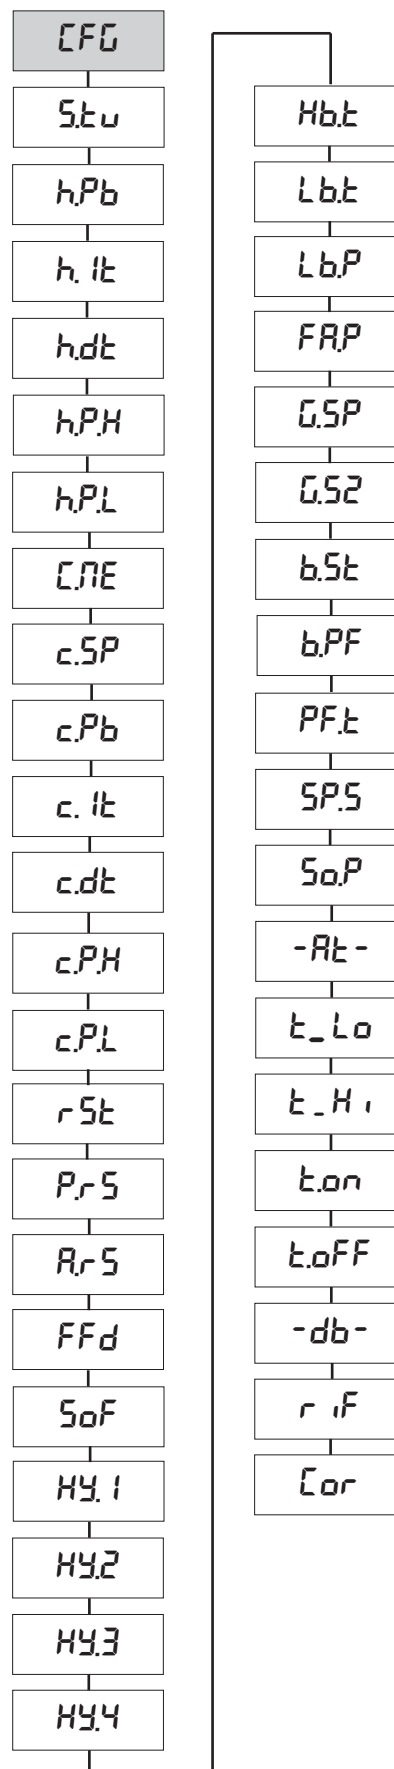 CFG
S.tu
h.Pb
h.It
h.dt
h.P.H
h.P.L
C.ME
c.SP
c.Pb
c.It
c.dt
c.P.H
c.P.L
rSt
P.rS
A.rS
FFd
SoF
HY.1
HY.2
HY.3
HY.4
Hb.t
Lb.t
Lb.P
FA.P
G.SP
G.S2
b.St
b.PF
PF.t
SP.S
So.P
-At-
t_Lo
t_Hi
t.on
t.oFF
-db-
riF
Cor